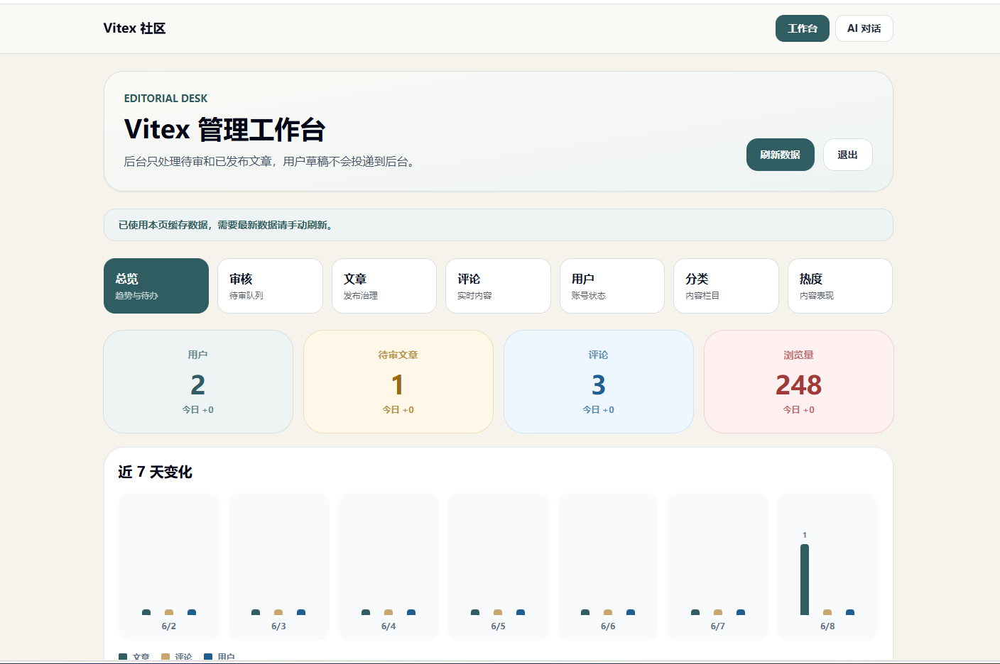 Vitex 社区
工作台
AI 对话
EDITORIAL DESK
Vitex 管理工作台
后台只处理待审和已发布文章，用户草稿不会投递到后台。
刷新数据
退出
已使用本页缓存数据，需要最新数据请手动刷新。
总览
趋势与待办
审核
待审队列
文章
发布治理
评论
实时内容
用户
账号状态
分类
内容栏目
热度
内容表现
用户
2
今日 +0
待审文章
1
今日 +0
评论
3
今日 +0
浏览量
248
今日 +0
近 7 天变化
1
6/2
6/3
6/4
6/5
6/6
6/7
6/8
文章
评论
用户